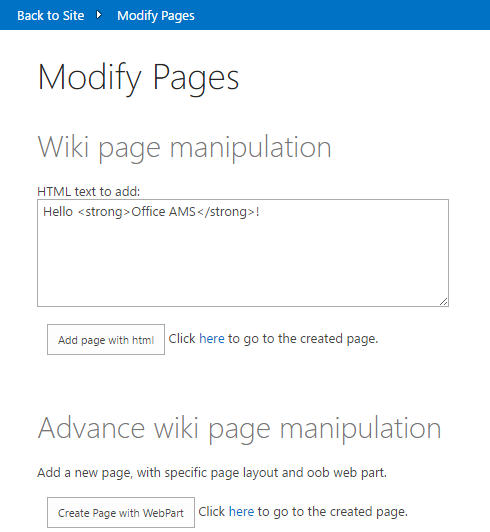 Back to Site Modify Pages
Modify Pages
Wiki page manipulation
HTML text to add:
Hello <strong>Office AMS</strong>!
Add page with html Click here to go to the created page.
Advance wiki page manipulation
Add a new page, with specific page layout and oob web part.
Create Page with WebPart Click here to go to the created page.